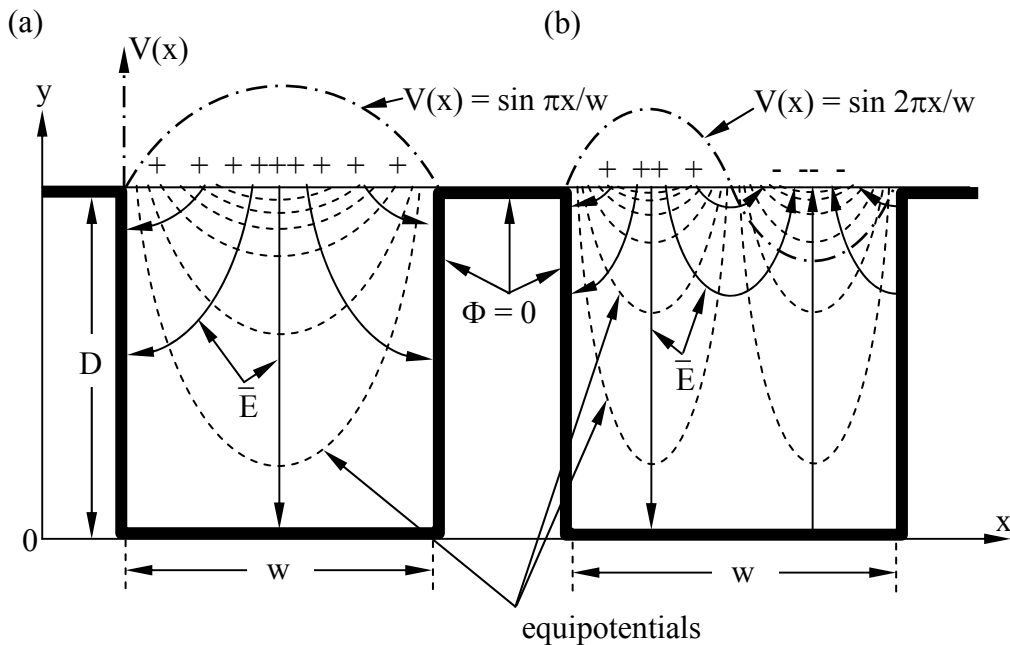 (a)
(b)
V(x)
y
V(x) = sin πx/w
V(x) = sin 2πx/w
+ + + +++ + + +
+ ++ + - -- -
Φ = 0
D
E̅
E̅
0
x
w
w
equipotentials